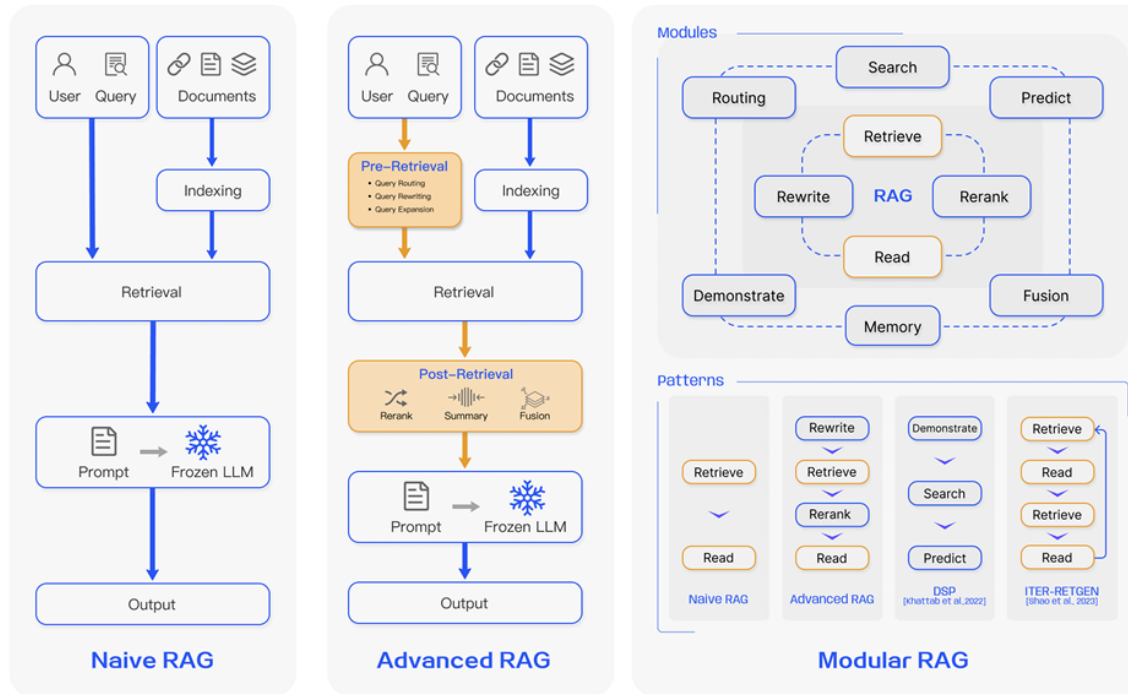 User Query
Documents
Indexing
Retrieval
Prompt
Frozen LLM
Output
Naive RAG
User Query
Documents
Pre-Retrieval
• Query Routing
• Query Rewriting
• Query Expansion
Indexing
Retrieval
Post-Retrieval
Rerank
Summary
Fusion
Prompt
Frozen LLM
Output
Advanced RAG
Modules
Search
Routing
Predict
Retrieve
Rewrite
RAG
Rerank
Read
Demonstrate
Fusion
Memory
Patterns
Retrieve
Read
Naive RAG
Rewrite
Retrieve
Rerank
Read
Advanced RAG
Demonstrate
Search
Predict
DSP
[Khattab et al.,2022]
Retrieve
Read
Retrieve
Read
ITER-RETGEN
[Shao et al., 2023]
Modular RAG